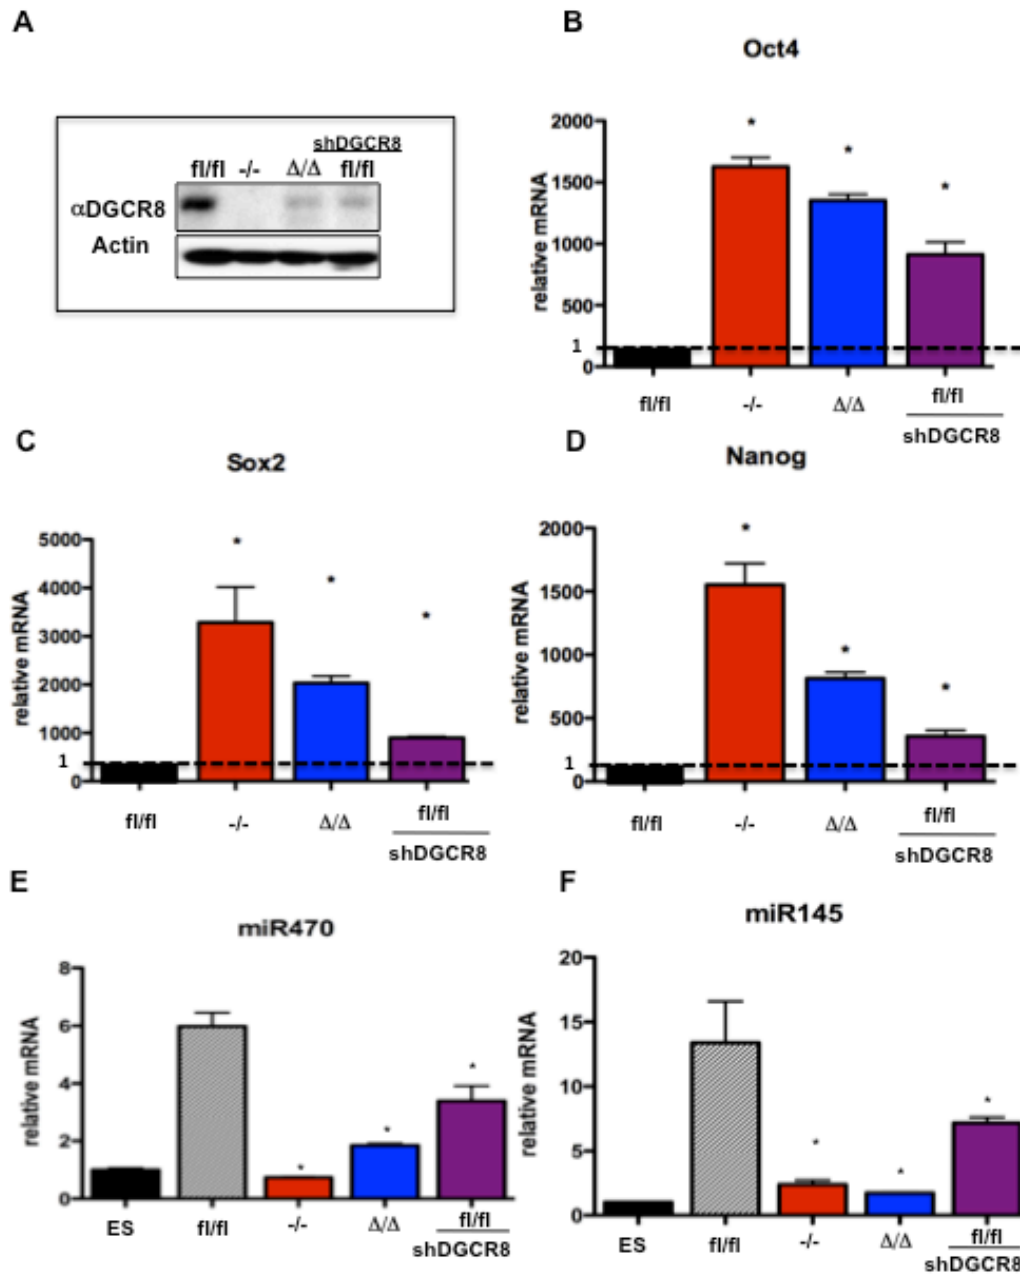 A
shDGCR8
fl/fl -/- Δ/Δ fl/fl
αDGCR8
Actin
B
Oct4
relative mRNA
2000
*
*
1500
*
1000
500
1
0
fl/fl -/- Δ/Δ fl/fl
shDGCR8
C
Sox2
relative mRNA
5000
*
4000
*
*
3000
2000
1000
1
0
fl/fl -/- Δ/Δ fl/fl
shDGCR8
D
Nanog
relative mRNA
2000
*
1500
1000
*
*
500
1
0
fl/fl -/- Δ/Δ fl/fl
shDGCR8
E
miR470
relative mRNA
8
6
4
*
2
*
*
0
ES fl/fl -/- Δ/Δ fl/fl
shDGCR8
F
miR145
relative mRNA
20
15
10
*
5
*
*
0
ES fl/fl -/- Δ/Δ fl/fl
shDGCR8